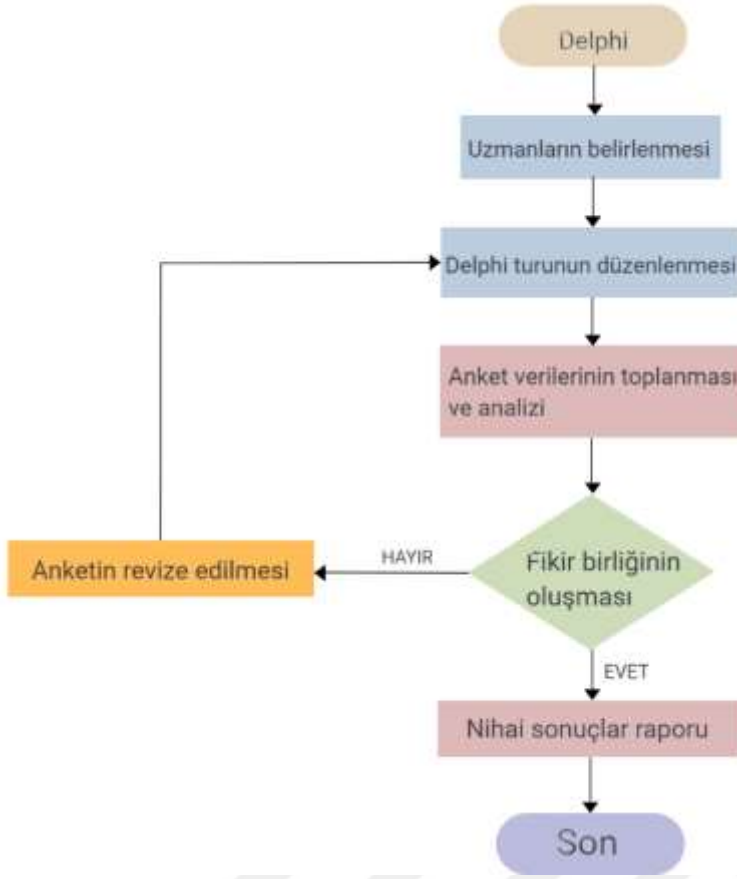 Delphi
Uzmanların belirlenmesi
Delphi turunun düzenlenmesi
Anket verilerinin toplanması
ve analizi
Fikir birliğinin
oluşması
HAYIR
Anketin revize edilmesi
EVET
Nihai sonuçlar raporu
Son